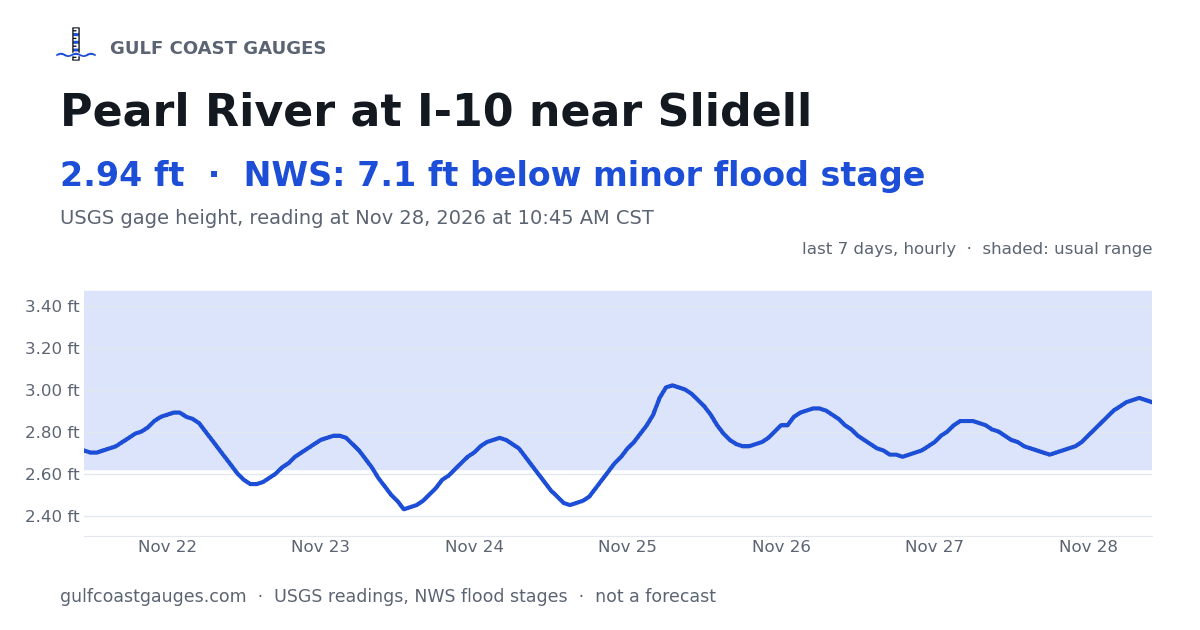 GULF COAST GAUGES
Pearl River at I-10 near Slidell
2.94 ft · NWS: 7.1 ft below minor flood stage
USGS gage height, reading at Nov 28, 2026 at 10:45 AM CST
last 7 days, hourly · shaded: usual range
3.40 ft
3.20 ft
3.00 ft
2.80 ft
2.60 ft
2.40 ft
Nov 22 Nov 23 Nov 24 Nov 25 Nov 26 Nov 27 Nov 28
gulfcoastgauges.com · USGS readings, NWS flood stages · not a forecast